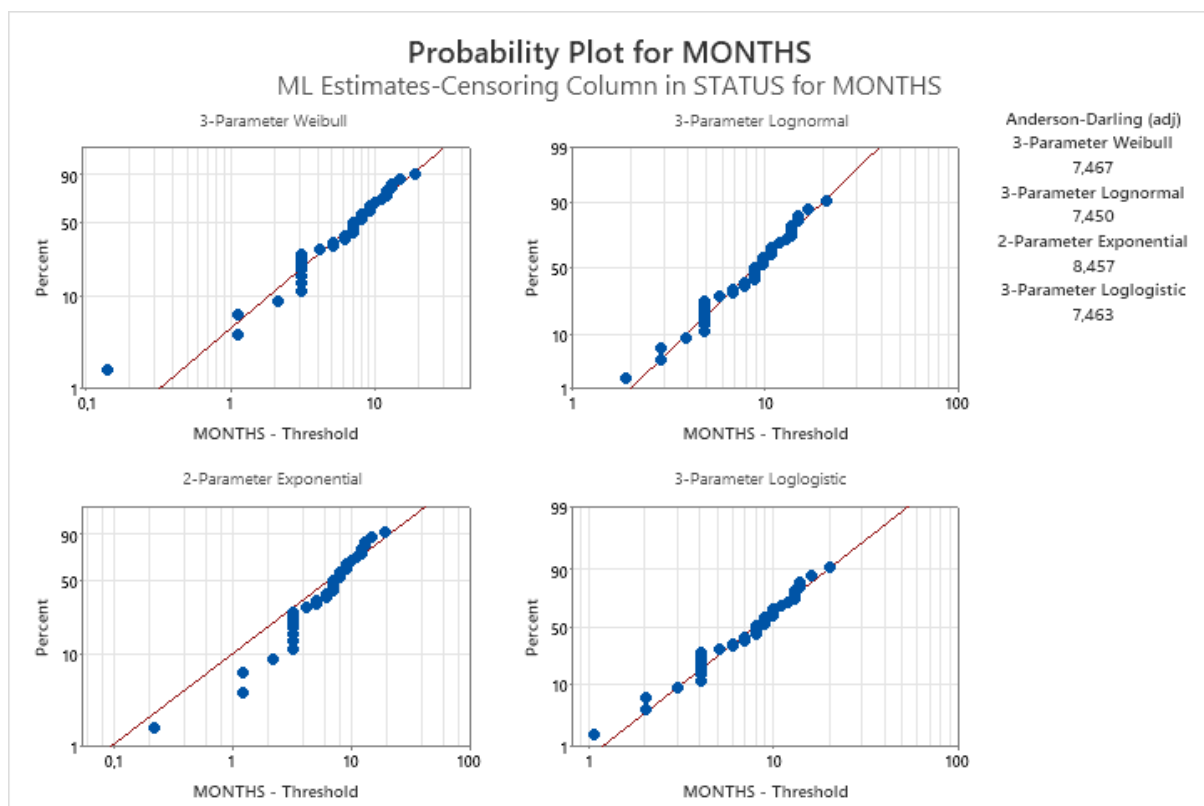 Probability Plot for MONTHS
ML Estimates-Censoring Column in STATUS for MONTHS
3-Parameter Weibull
90
50
10
1
Percent
0,1
1
10
MONTHS - Threshold
3-Parameter Lognormal
99
90
50
10
1
Percent
1
10
100
MONTHS - Threshold
Anderson-Darling (adj)
3-Parameter Weibull
7,467
3-Parameter Lognormal
7,450
2-Parameter Exponential
8,457
3-Parameter Loglogistic
7,463
2-Parameter Exponential
90
50
10
1
Percent
0,1
1
10
100
MONTHS - Threshold
3-Parameter Loglogistic
99
90
50
10
1
Percent
1
10
100
MONTHS - Threshold